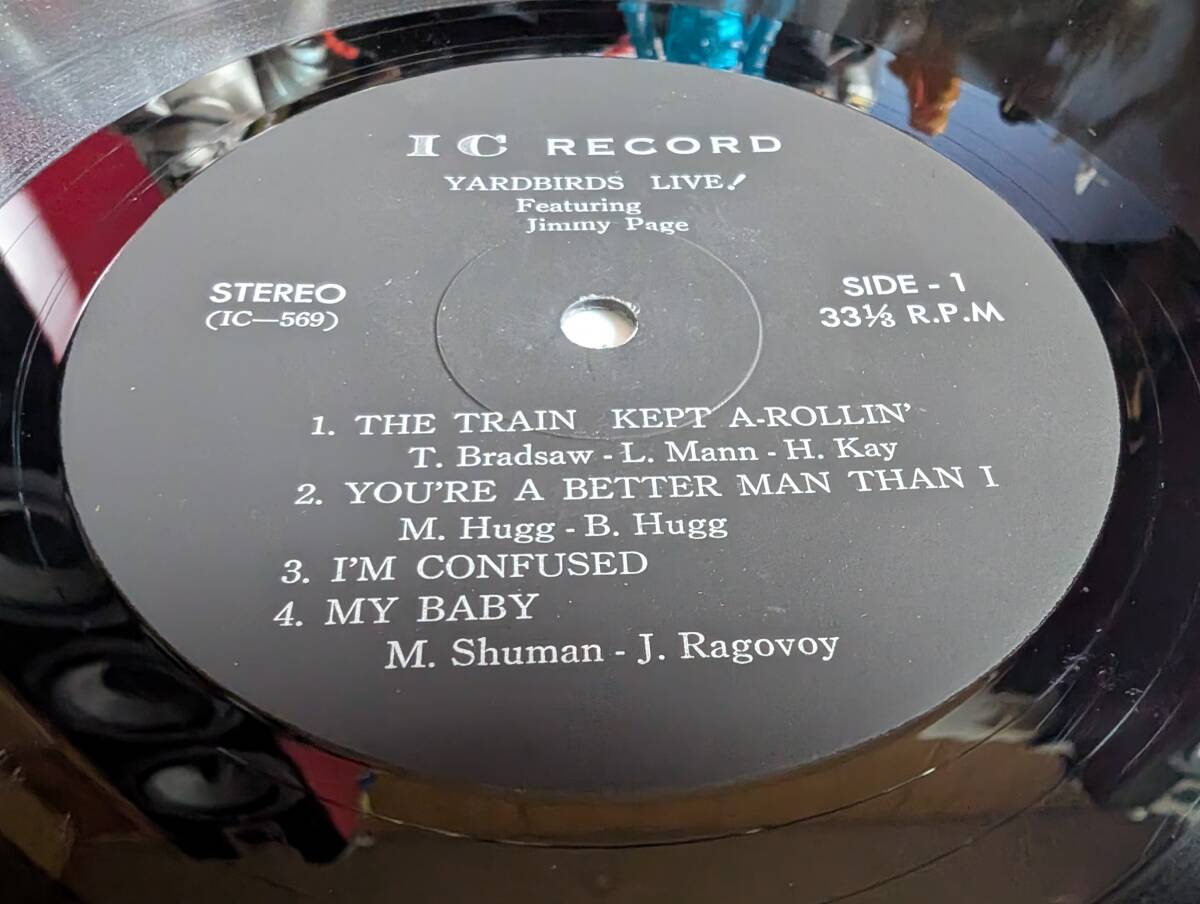 IC RECORD
YARDBIRDS LIVE!
Featuring
Jimmy Page
STEREO
(IC—569)
SIDE - 1
33⅓ R.P.M
1. THE TRAIN KEPT A-ROLLIN'
T. Bradsaw - L. Mann - H. Kay
2. YOU'RE A BETTER MAN THAN I
M. Hugg - B. Hugg
3. I'M CONFUSED
4. MY BABY
M. Shuman - J. Ragovoy